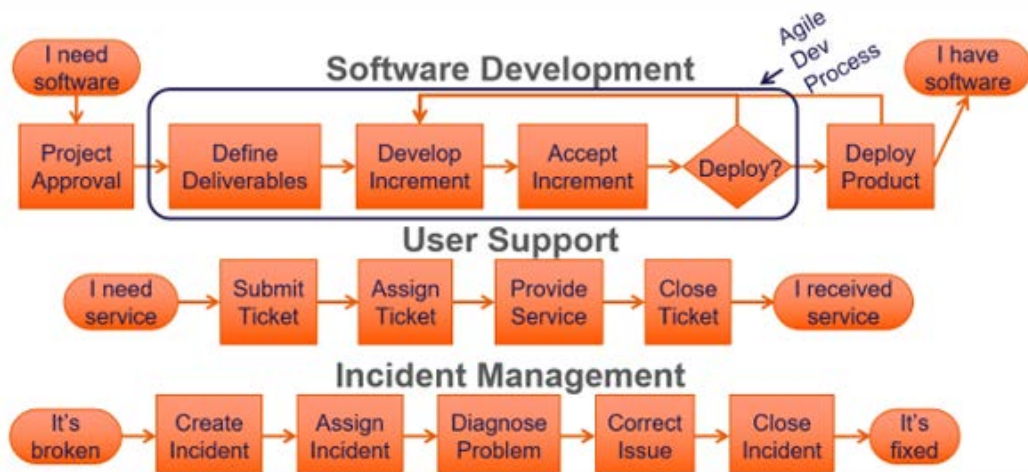 I need
software
Software Development
Agile
Dev
Process
I have
software
Project
Approval
Define
Deliverables
Develop
Increment
Accept
Increment
Deploy?
Deploy
Product
User Support
I need
service
Submit
Ticket
Assign
Ticket
Provide
Service
Close
Ticket
I received
service
Incident Management
It's
broken
Create
Incident
Assign
Incident
Diagnose
Problem
Correct
Issue
Close
Incident
It's
fixed